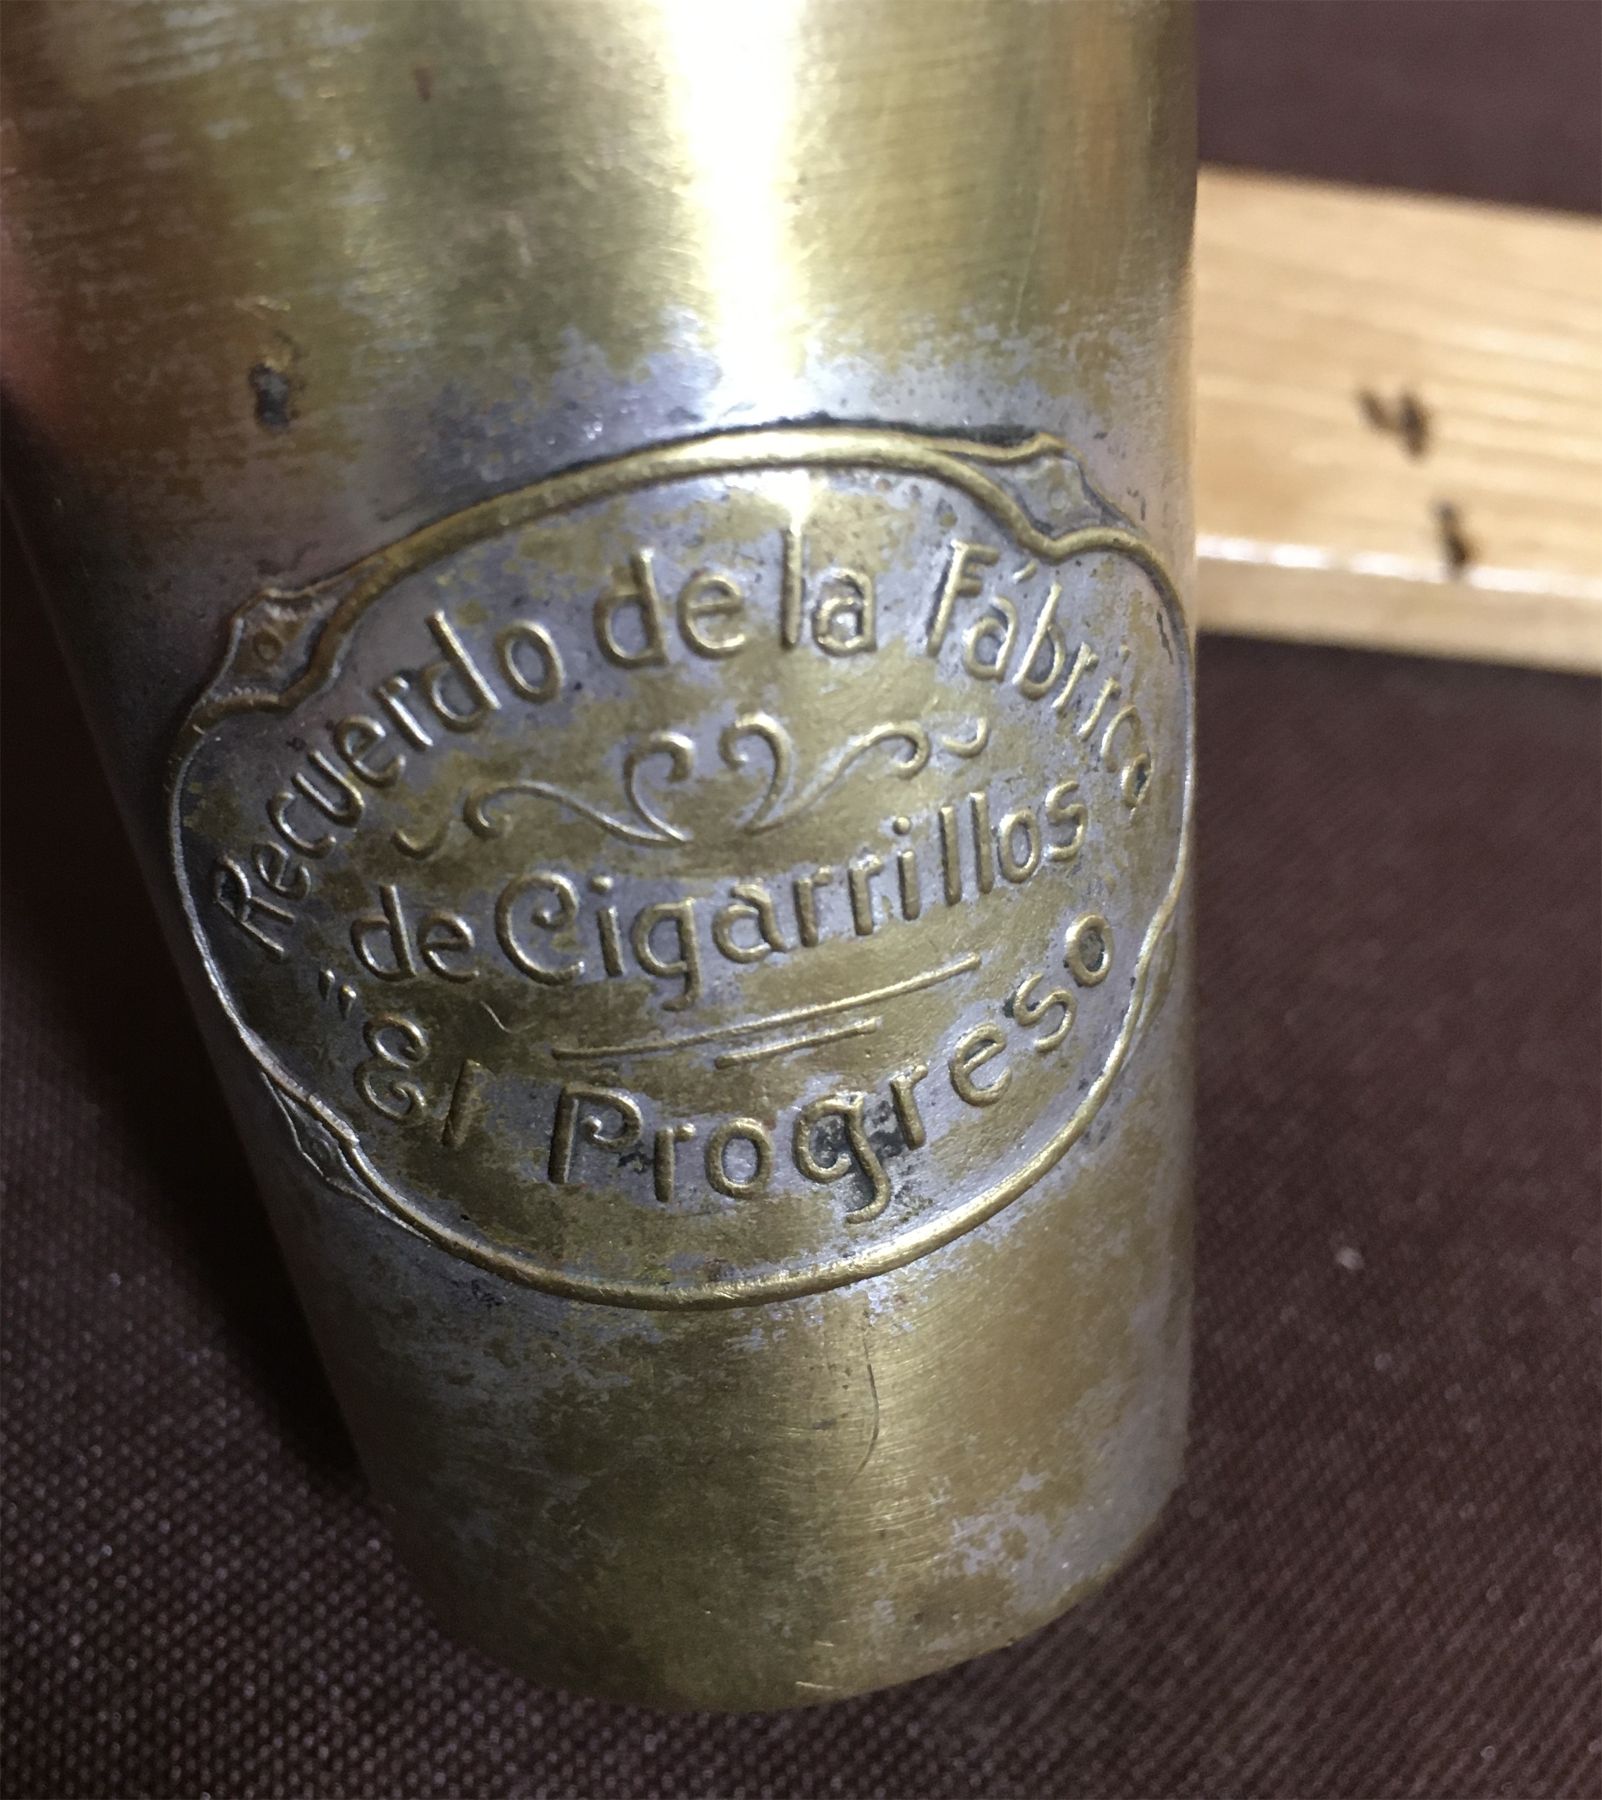 Recuerdo de la Fábrica
de Cigarrillos
"El Progreso